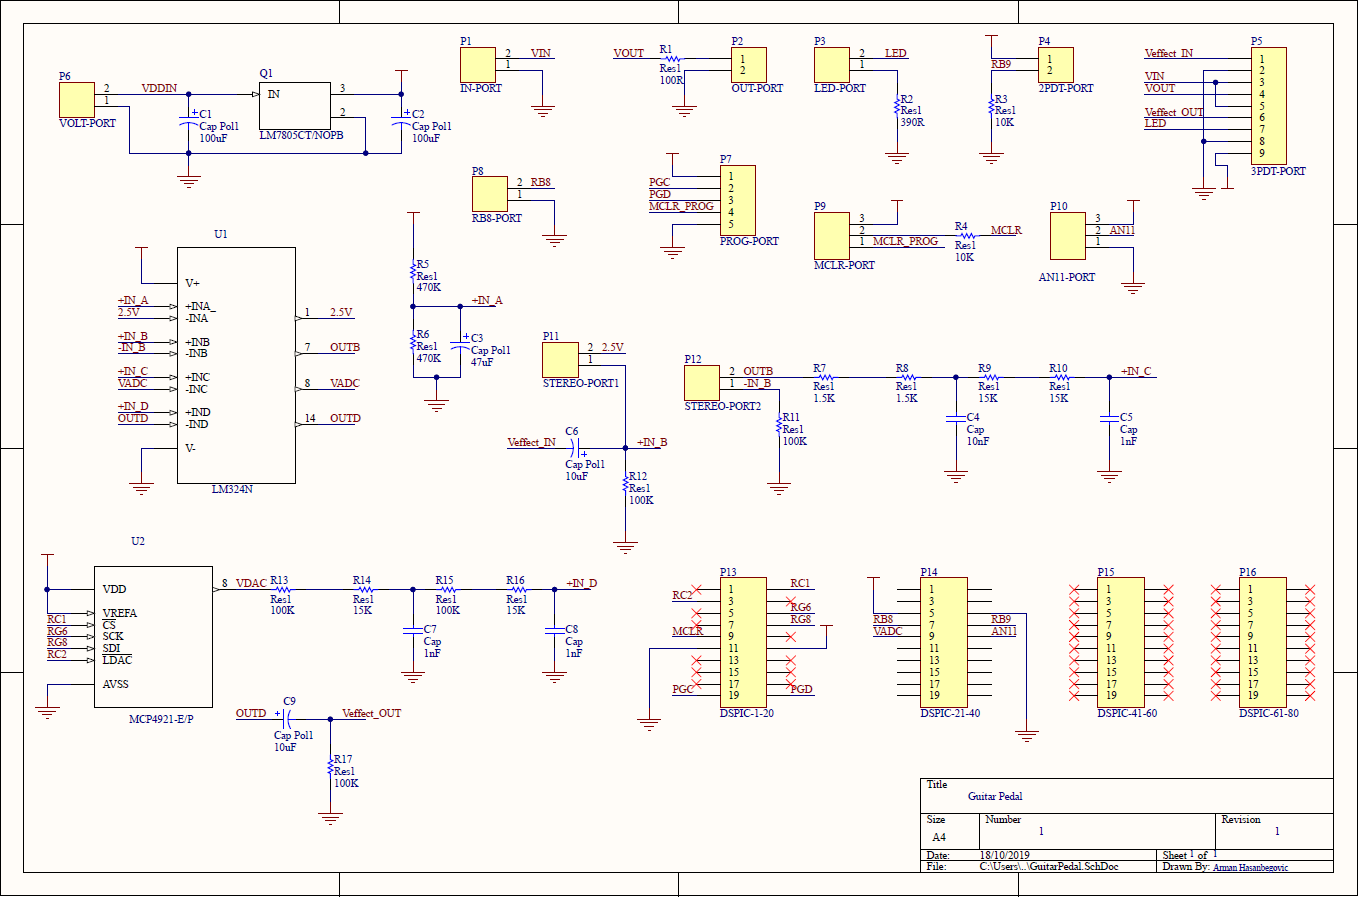 P6
2
1
VOLT-PORT
VDDIN
C1
Cap Pol1
100uF
Q1
IN
3
2
LM7805CT/NOPB
C2
Cap Pol1
100uF
P1
2
1
VIN
IN-PORT
VOUT
R1
Res1
100R
P2
1
2
OUT-PORT
P3
2
1
LED
LED-PORT
R2
Res1
390R
P4
1
2
RB9
2PDT-PORT
R3
Res1
10K
P5
Veffect_IN
VIN
VOUT
Veffect_OUT
LED
1
2
3
4
5
6
7
8
9
3PDT-PORT
P8
2
1
RB8
RB8-PORT
P7
PGC
PGD
MCLR_PROG
1
2
3
4
5
PROG-PORT
P9
3
2
1
MCLR_PROG
MCLR-PORT
R4
Res1
10K
MCLR
P10
3
2
1
AN11
AN11-PORT
U1
V+
+IN_A
2.5V
+IN_B
-IN_B
+IN_C
VADC
+IN_D
OUTD
+INA_
-INA
+INB
-INB
+INC
-INC
+IND
-IND
V-
1
2.5V
7
OUTB
8
VADC
14
OUTD
LM324N
R5
Res1
470K
+IN_A
R6
Res1
470K
C3
Cap Pol1
47uF
P11
2
1
2.5V
STEREO-PORT1
Veffect_IN
C6
Cap Pol1
10uF
+IN_B
R12
Res1
100K
P12
2
1
OUTB
-IN_B
STEREO-PORT2
R11
Res1
100K
R7
Res1
1.5K
R8
Res1
1.5K
R9
Res1
15K
R10
Res1
15K
+IN_C
C4
Cap
10nF
C5
Cap
1nF
U2
VDD
VREFA
CS
SCK
SDI
LDAC
AVSS
RC1
RG6
RG8
RC2
8
VDAC
MCP4921-E/P
R13
Res1
100K
R14
Res1
15K
R15
Res1
100K
R16
Res1
15K
+IN_D
C7
Cap
1nF
C8
Cap
1nF
OUTD
C9
Cap Pol1
10uF
Veffect_OUT
R17
Res1
100K
P13
RC2
MCLR
PGC
1
3
5
7
9
11
13
15
17
19
RC1
RG6
RG8
PGD
DSPIC-1-20
P14
RB8
VADC
1
3
5
7
9
11
13
15
17
19
RB9
AN11
DSPIC-21-40
P15
1
3
5
7
9
11
13
15
17
19
DSPIC-41-60
P16
1
3
5
7
9
11
13
15
17
19
DSPIC-61-80
Title
Guitar Pedal
Size
A4
Number
1
Revision
1
Date:
18/10/2019
Sheet 1 of 1
File:
C:\Users\..\GuitarPedal.SchDoc
Drawn By: Arman Hasanbegovic